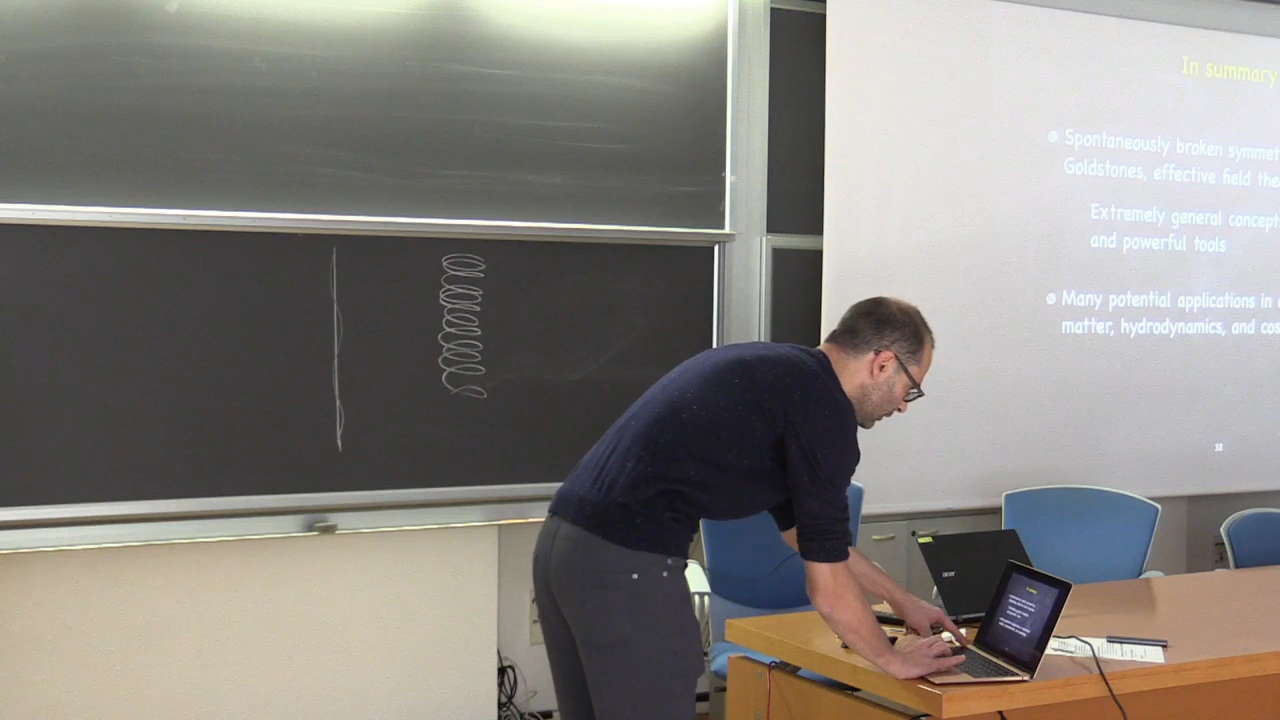 In summary
Spontaneously broken symmet
Goldstones, effective field the
Extremely general concept
and powerful tools
Many potential applications in
matter, hydrodynamics, and cos
32
acer